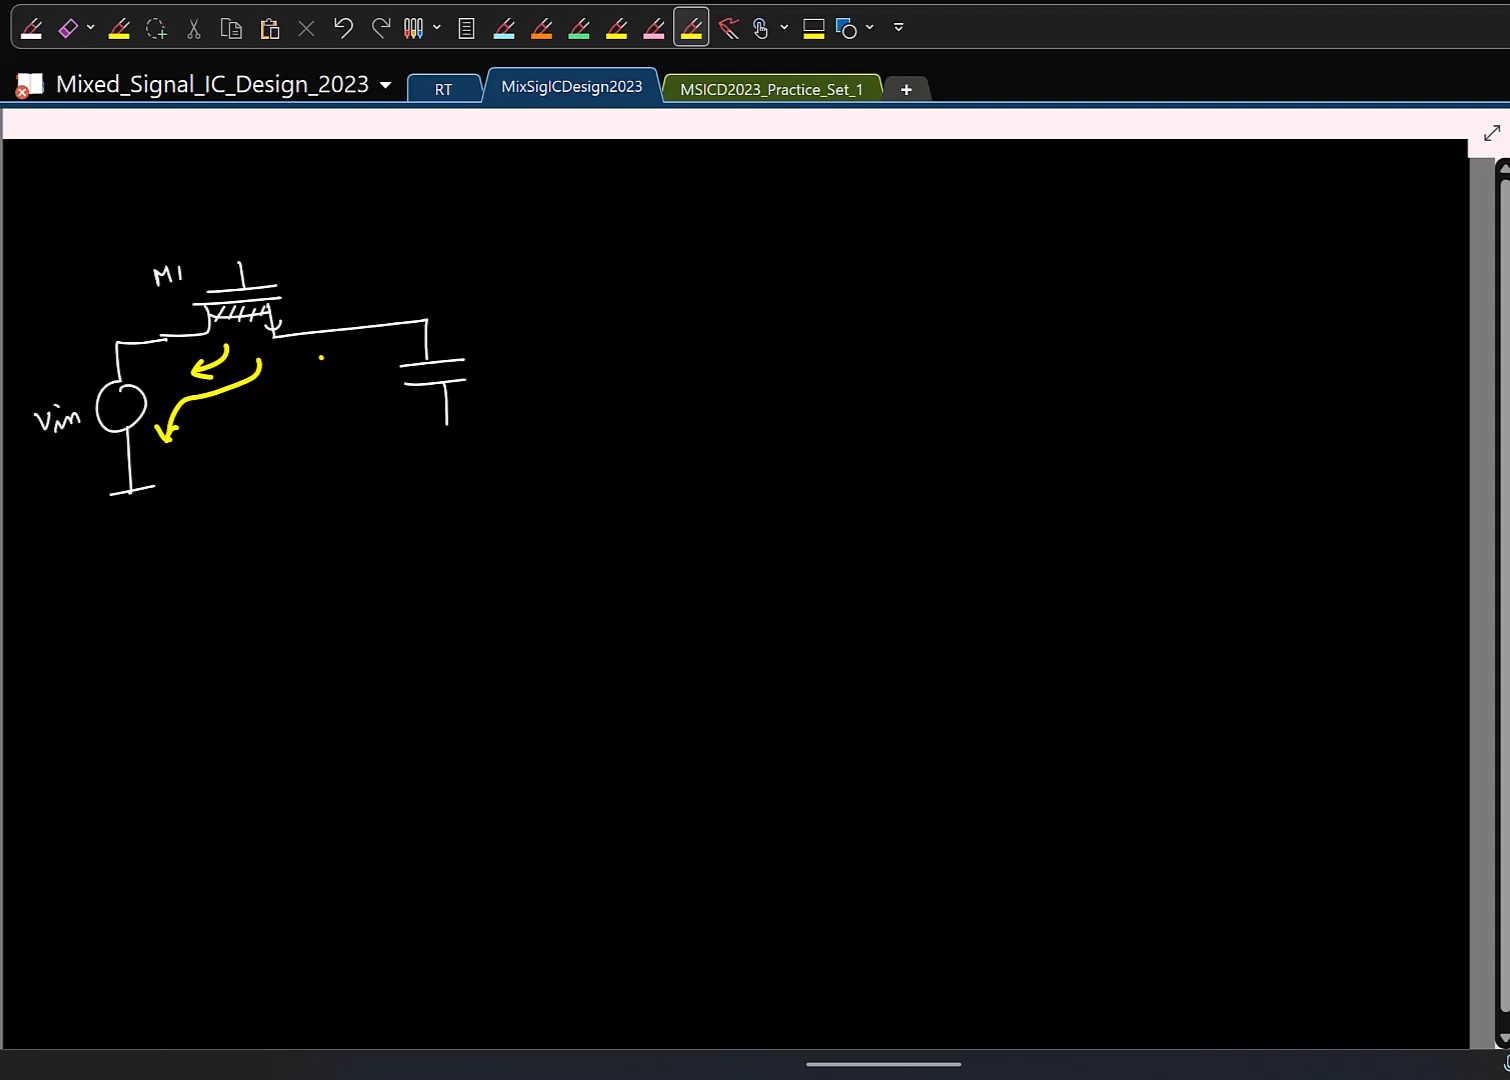 Mixed_Signal_IC_Design_2023
RT
MixSigICDesign2023
MSICD2023_Practice_Set_1
M1
Vin